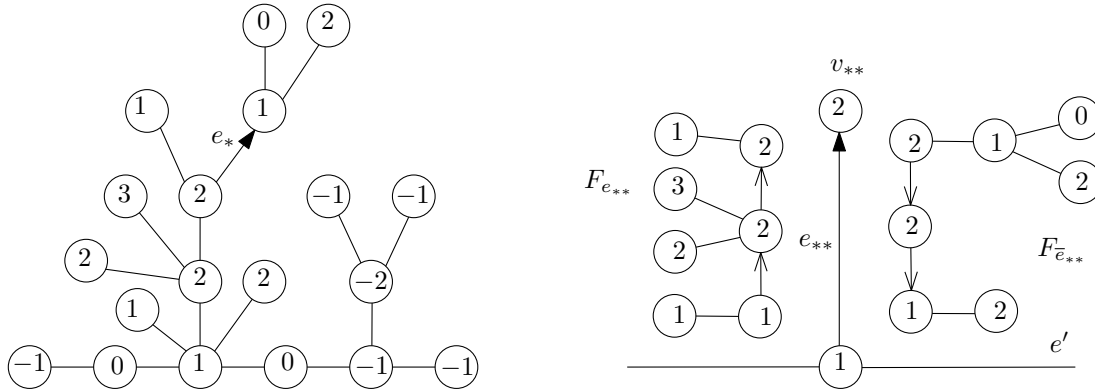 0 2
1 1
e_*
3 2 −1 −1
2 2 2 −2
1
−1 0 1 0 −1 −1
v_{**}
2
1 2 2 1 0
F_{e_{**}} 3 2
2 2 e_{**} 2 F_{\overline{e}_{**}}
1 1 1 2
e′
1